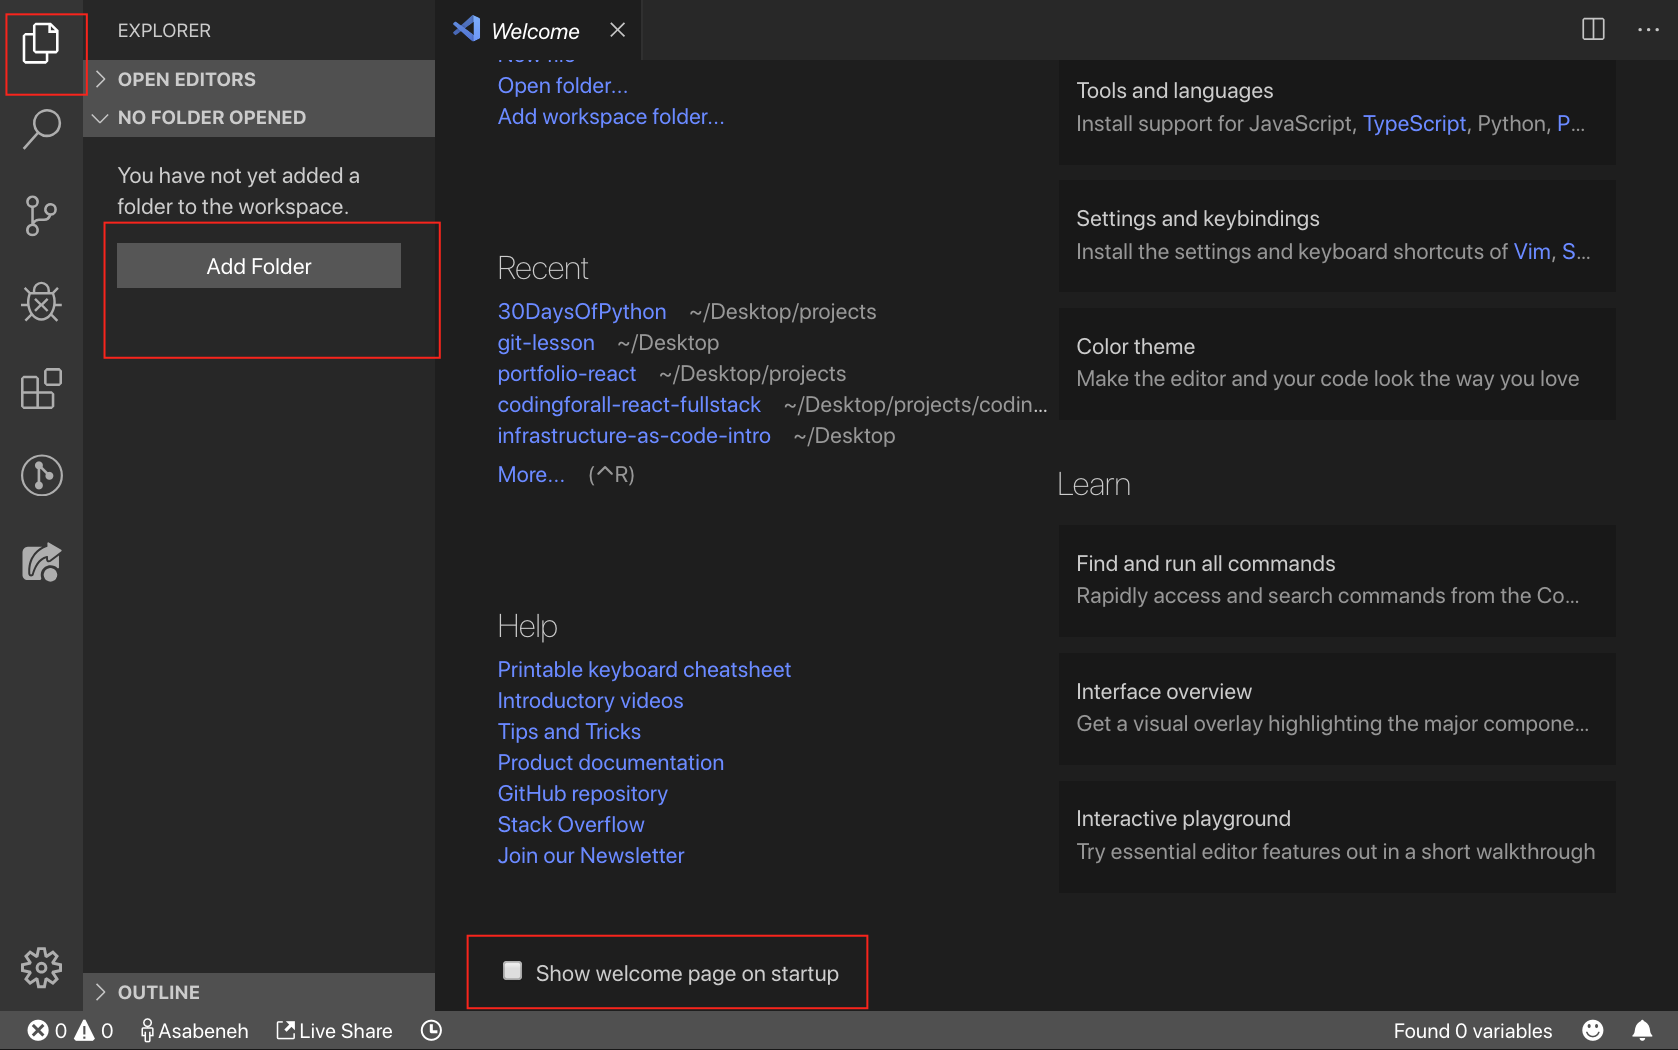 EXPLORER
OPEN EDITORS
NO FOLDER OPENED
You have not yet added a
folder to the workspace.
Add Folder
OUTLINE
Welcome
New file
Open folder...
Add workspace folder...
Recent
30DaysOfPython ~/Desktop/projects
git-lesson ~/Desktop
portfolio-react ~/Desktop/projects
codingforall-react-fullstack ~/Desktop/projects/codin...
infrastructure-as-code-intro ~/Desktop
More... (^R)
Help
Printable keyboard cheatsheet
Introductory videos
Tips and Tricks
Product documentation
GitHub repository
Stack Overflow
Join our Newsletter
Show welcome page on startup
Tools and languages
Install support for JavaScript, TypeScript, Python, P...
Settings and keybindings
Install the settings and keyboard shortcuts of Vim, S...
Color theme
Make the editor and your code look the way you love
Learn
Find and run all commands
Rapidly access and search commands from the Co...
Interface overview
Get a visual overlay highlighting the major compone...
Interactive playground
Try essential editor features out in a short walkthrough
0 0 Asabeneh Live Share Found 0 variables